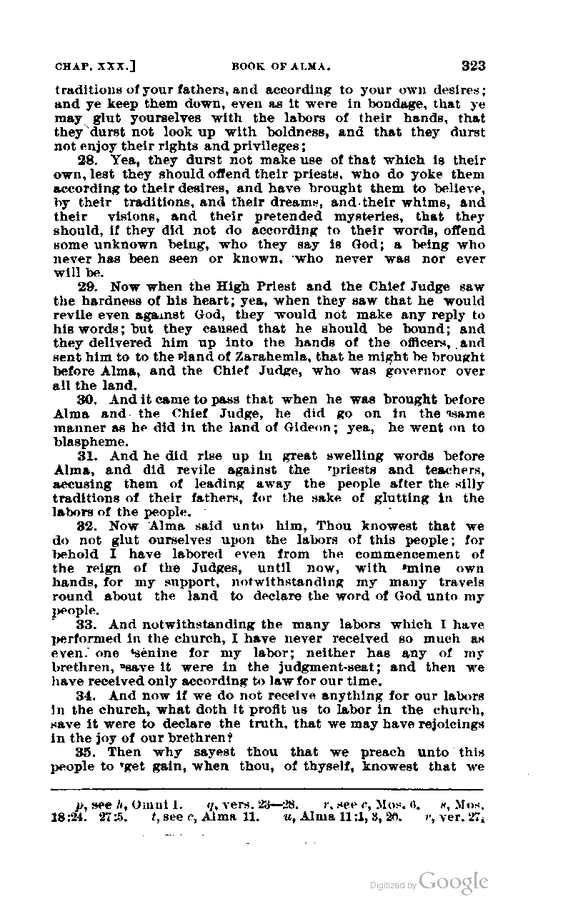 CHAP. XXX.] BOOK OF ALMA. 323
traditions of your fathers, and according to your own desires;
and ye keep them down, even as it were in bondage, that ye
may glut yourselves with the labors of their hands, that
they durst not look up with boldness, and that they durst
not enjoy their rights and privileges;
28. Yea, they durst not make use of that which is their
own, lest they should offend their priests, who do yoke them
according to their desires, and have brought them to believe,
by their traditions, and their dreams, and their whims, and
their visions, and their pretended mysteries, that they
should, if they did not do according to their words, offend
some unknown being, who they say is God; a being who
never has been seen or known, who never was nor ever
will be.
29. Now when the High Priest and the Chief Judge saw
the hardness of his heart; yea, when they saw that he would
revile even against God, they would not make any reply to
his words; but they caused that he should be bound; and
they delivered him up into the hands of the officers, and
sent him to to the pland of Zarahemla, that he might be brought
before Alma, and the Chief Judge, who was governor over
all the land.
30. And it came to pass that when he was brought before
Alma and the Chief Judge, he did go on in the qsame
manner as he did in the land of Gideon; yea, he went on to
blaspheme.
31. And he did rise up in great swelling words before
Alma, and did revile against the rpriests and teachers,
accusing them of leading away the people after the silly
traditions of their fathers, for the sake of glutting in the
labors of the people.
32. Now Alma said unto him, Thou knowest that we
do not glut ourselves upon the labors of this people; for
behold I have labored even from the commencement of
the reign of the Judges, until now, with smine own
hands, for my support, notwithstanding my many travels
round about the land to declare the word of God unto my
people.
33. And notwithstanding the many labors which I have
performed in the church, I have never received so much as
even one tsenine for my labor; neither has any of my
brethren, usave it were in the judgment-seat; and then we
have received only according to law for our time.
34. And now if we do not receive anything for our labors
in the church, what doth it profit us to labor in the church,
save it were to declare the truth, that we may have rejoicings
in the joy of our brethren?
35. Then why sayest thou that we preach unto this
people to vget gain, when thou, of thyself, knowest that we
p, see h, Omni 1. q, vers. 23—28. r, see c, Mos. 6. s, Mos.
18:24. 27:5. t, see c, Alma 11. u, Alma 11:1, 3, 20. v, ver. 27.
Digitized by Google